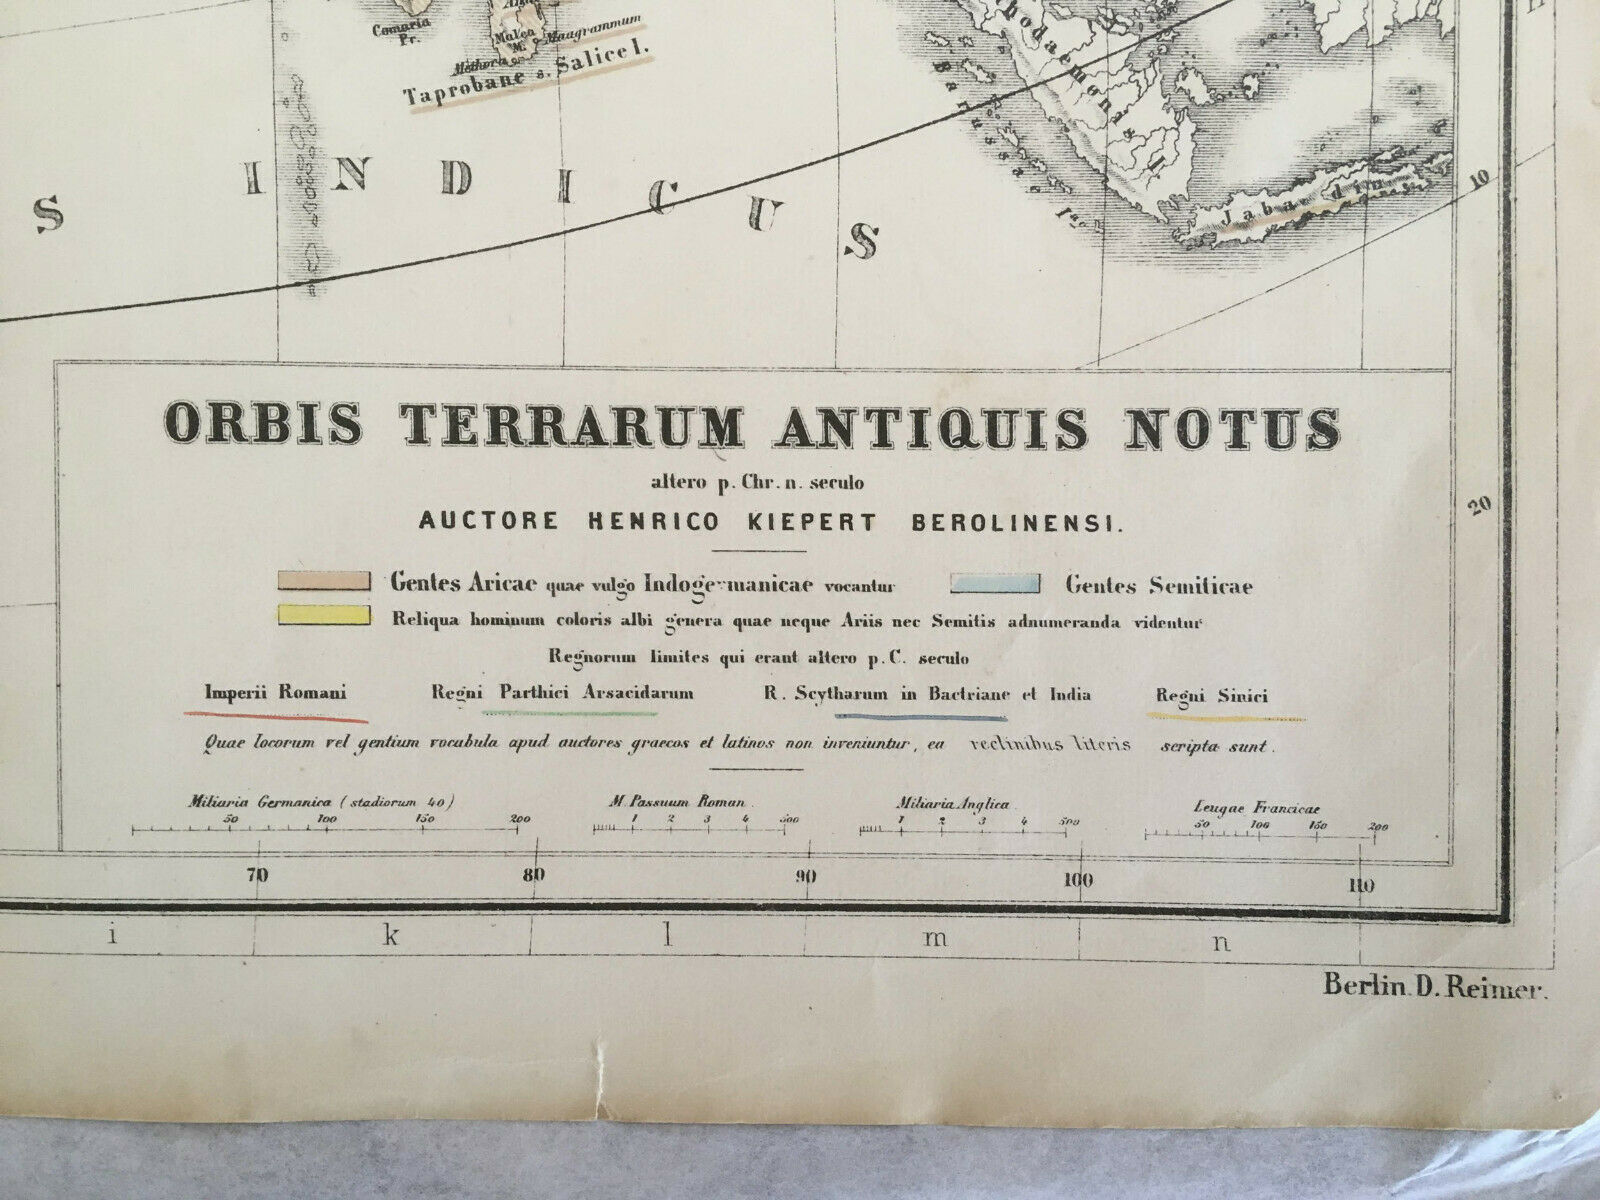 Comaria
Pr.
Malea
M.
Maagrammum
Taprobane s. Salice I.
Barussae
Iae
Jaba din
10
S INDICUS
ORBIS TERRARUM ANTIQUIS NOTUS
altero p. Chr. n. seculo
AUCTORE HENRICO KIEPERT BEROLINENSI.
20
Gentes Aricae quae vulgo Indogermanicae vocantur Gentes Semiticae
Reliqua hominum coloris albi genera quae neque Ariis nec Semitis adnumeranda videntur
Regnorum limites qui erant altero p. C. seculo
Imperii Romani Regni Parthici Arsacidarum R. Scytharum in Bactriane et India Regni Sinici
Quae locorum vel gentium vocabula apud auctores graecos et latinos non inveniuntur, ea reclinibus literis scripta sunt.
Miliaria Germanica (stadiorum 40) M. Passuum Roman. Miliaria Anglica Leugae Francicae
50 100 150 200 1 2 3 4 500 1 2 3 4 500 50 100 150 200
70 80 90 100 110
i k l m n
Berlin D. Reimer.